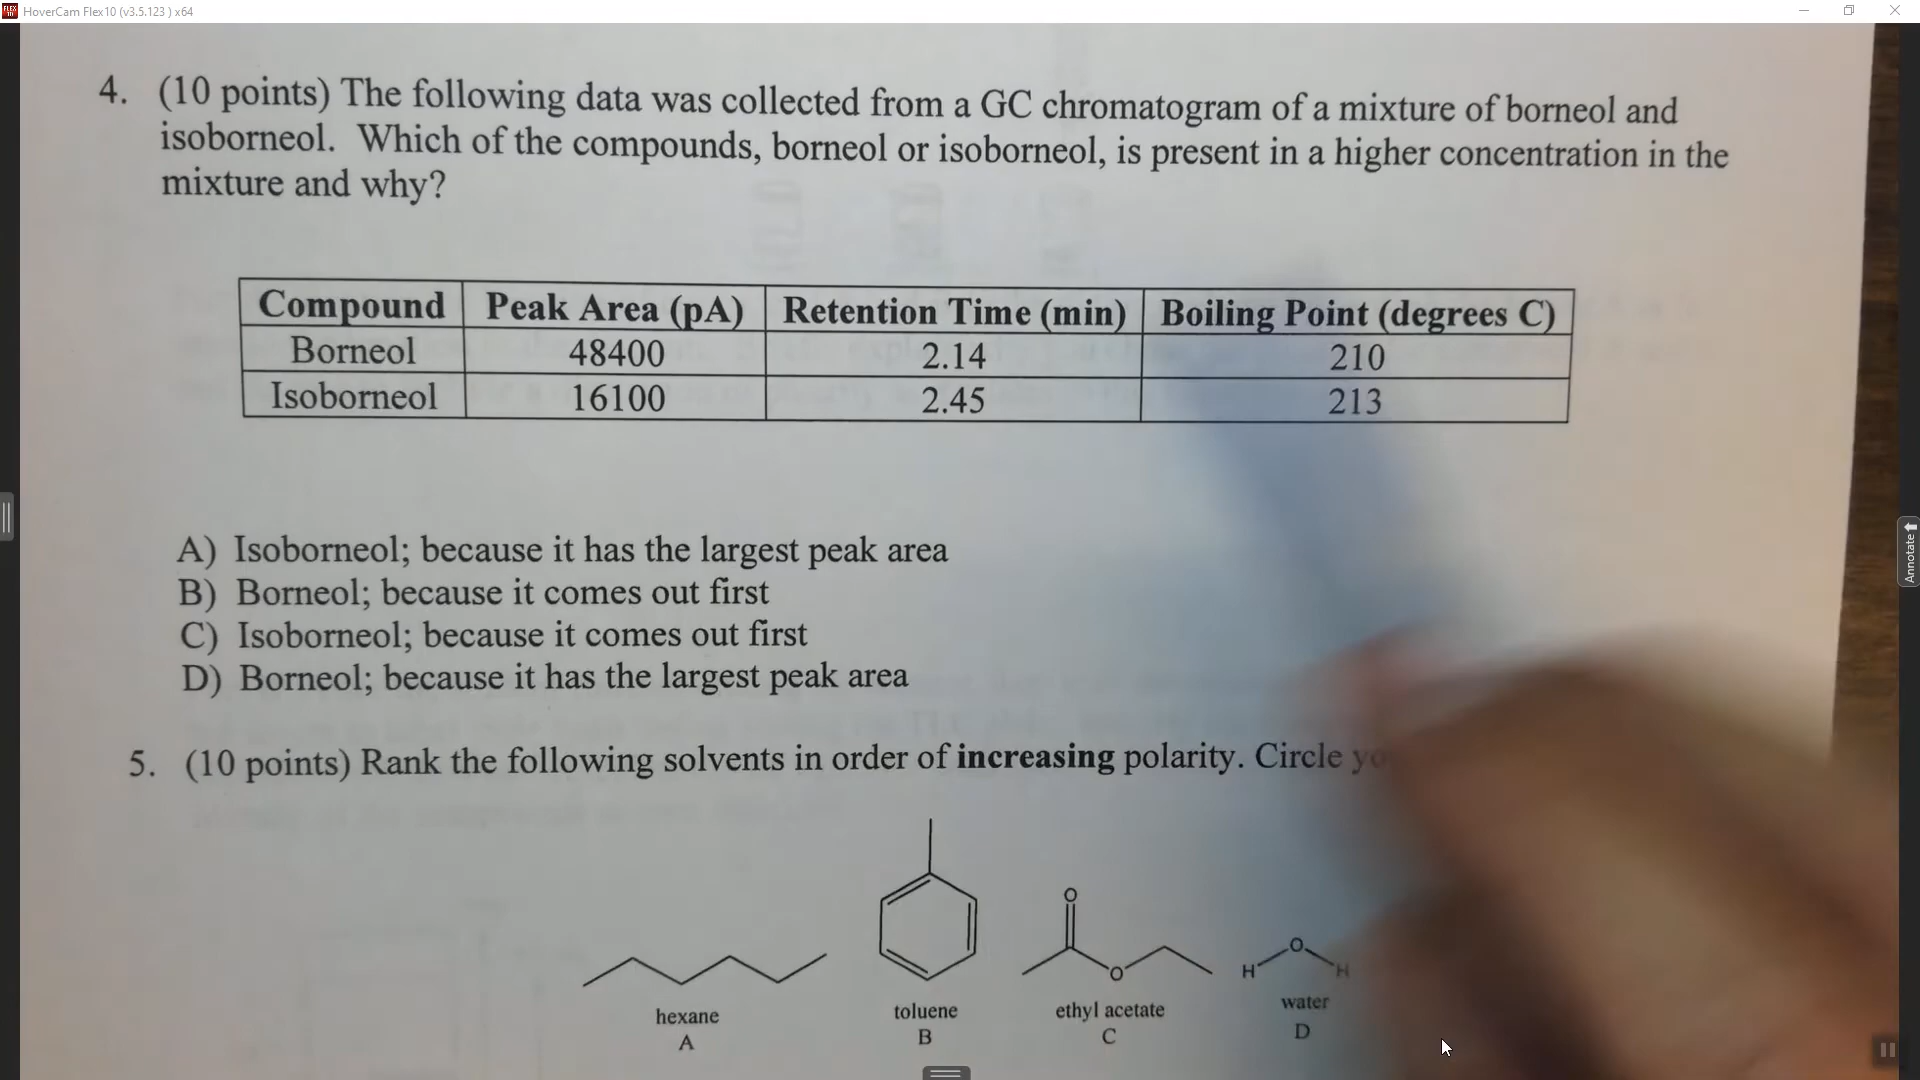 HoverCam Flex10 (v3.5.123 ) x64
4. (10 points) The following data was collected from a GC chromatogram of a mixture of borneol and
isoborneol. Which of the compounds, borneol or isoborneol, is present in a higher concentration in the
mixture and why?
Compound Peak Area (pA) Retention Time (min) Boiling Point (degrees C)
Borneol 48400 2.14 210
Isoborneol 16100 2.45 213
A) Isoborneol; because it has the largest peak area
B) Borneol; because it comes out first
C) Isoborneol; because it comes out first
D) Borneol; because it has the largest peak area
5. (10 points) Rank the following solvents in order of increasing polarity. Circle
O
O
H O H
hexane toluene ethyl acetate water
A B C D
Annotate